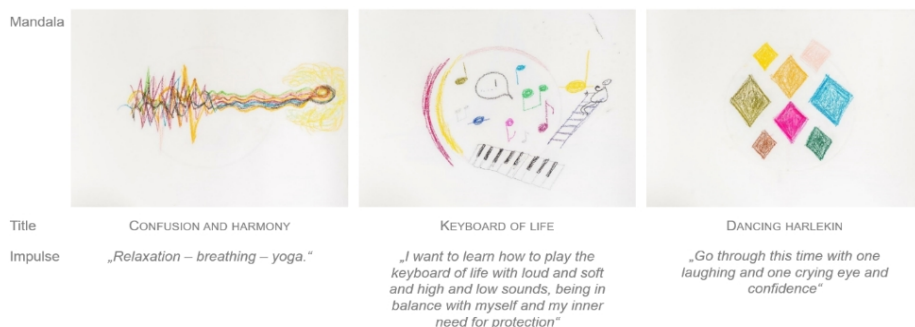 Mandala
Title
CONFUSION AND HARMONY
KEYBOARD OF LIFE
DANCING HARLEKIN
Impulse
„Relaxation – breathing – yoga.“
„I want to learn how to play the
keyboard of life with loud and soft
and high and low sounds, being in
balance with myself and my inner
need for protection“
„Go through this time with one
laughing and one crying eye and
confidence“